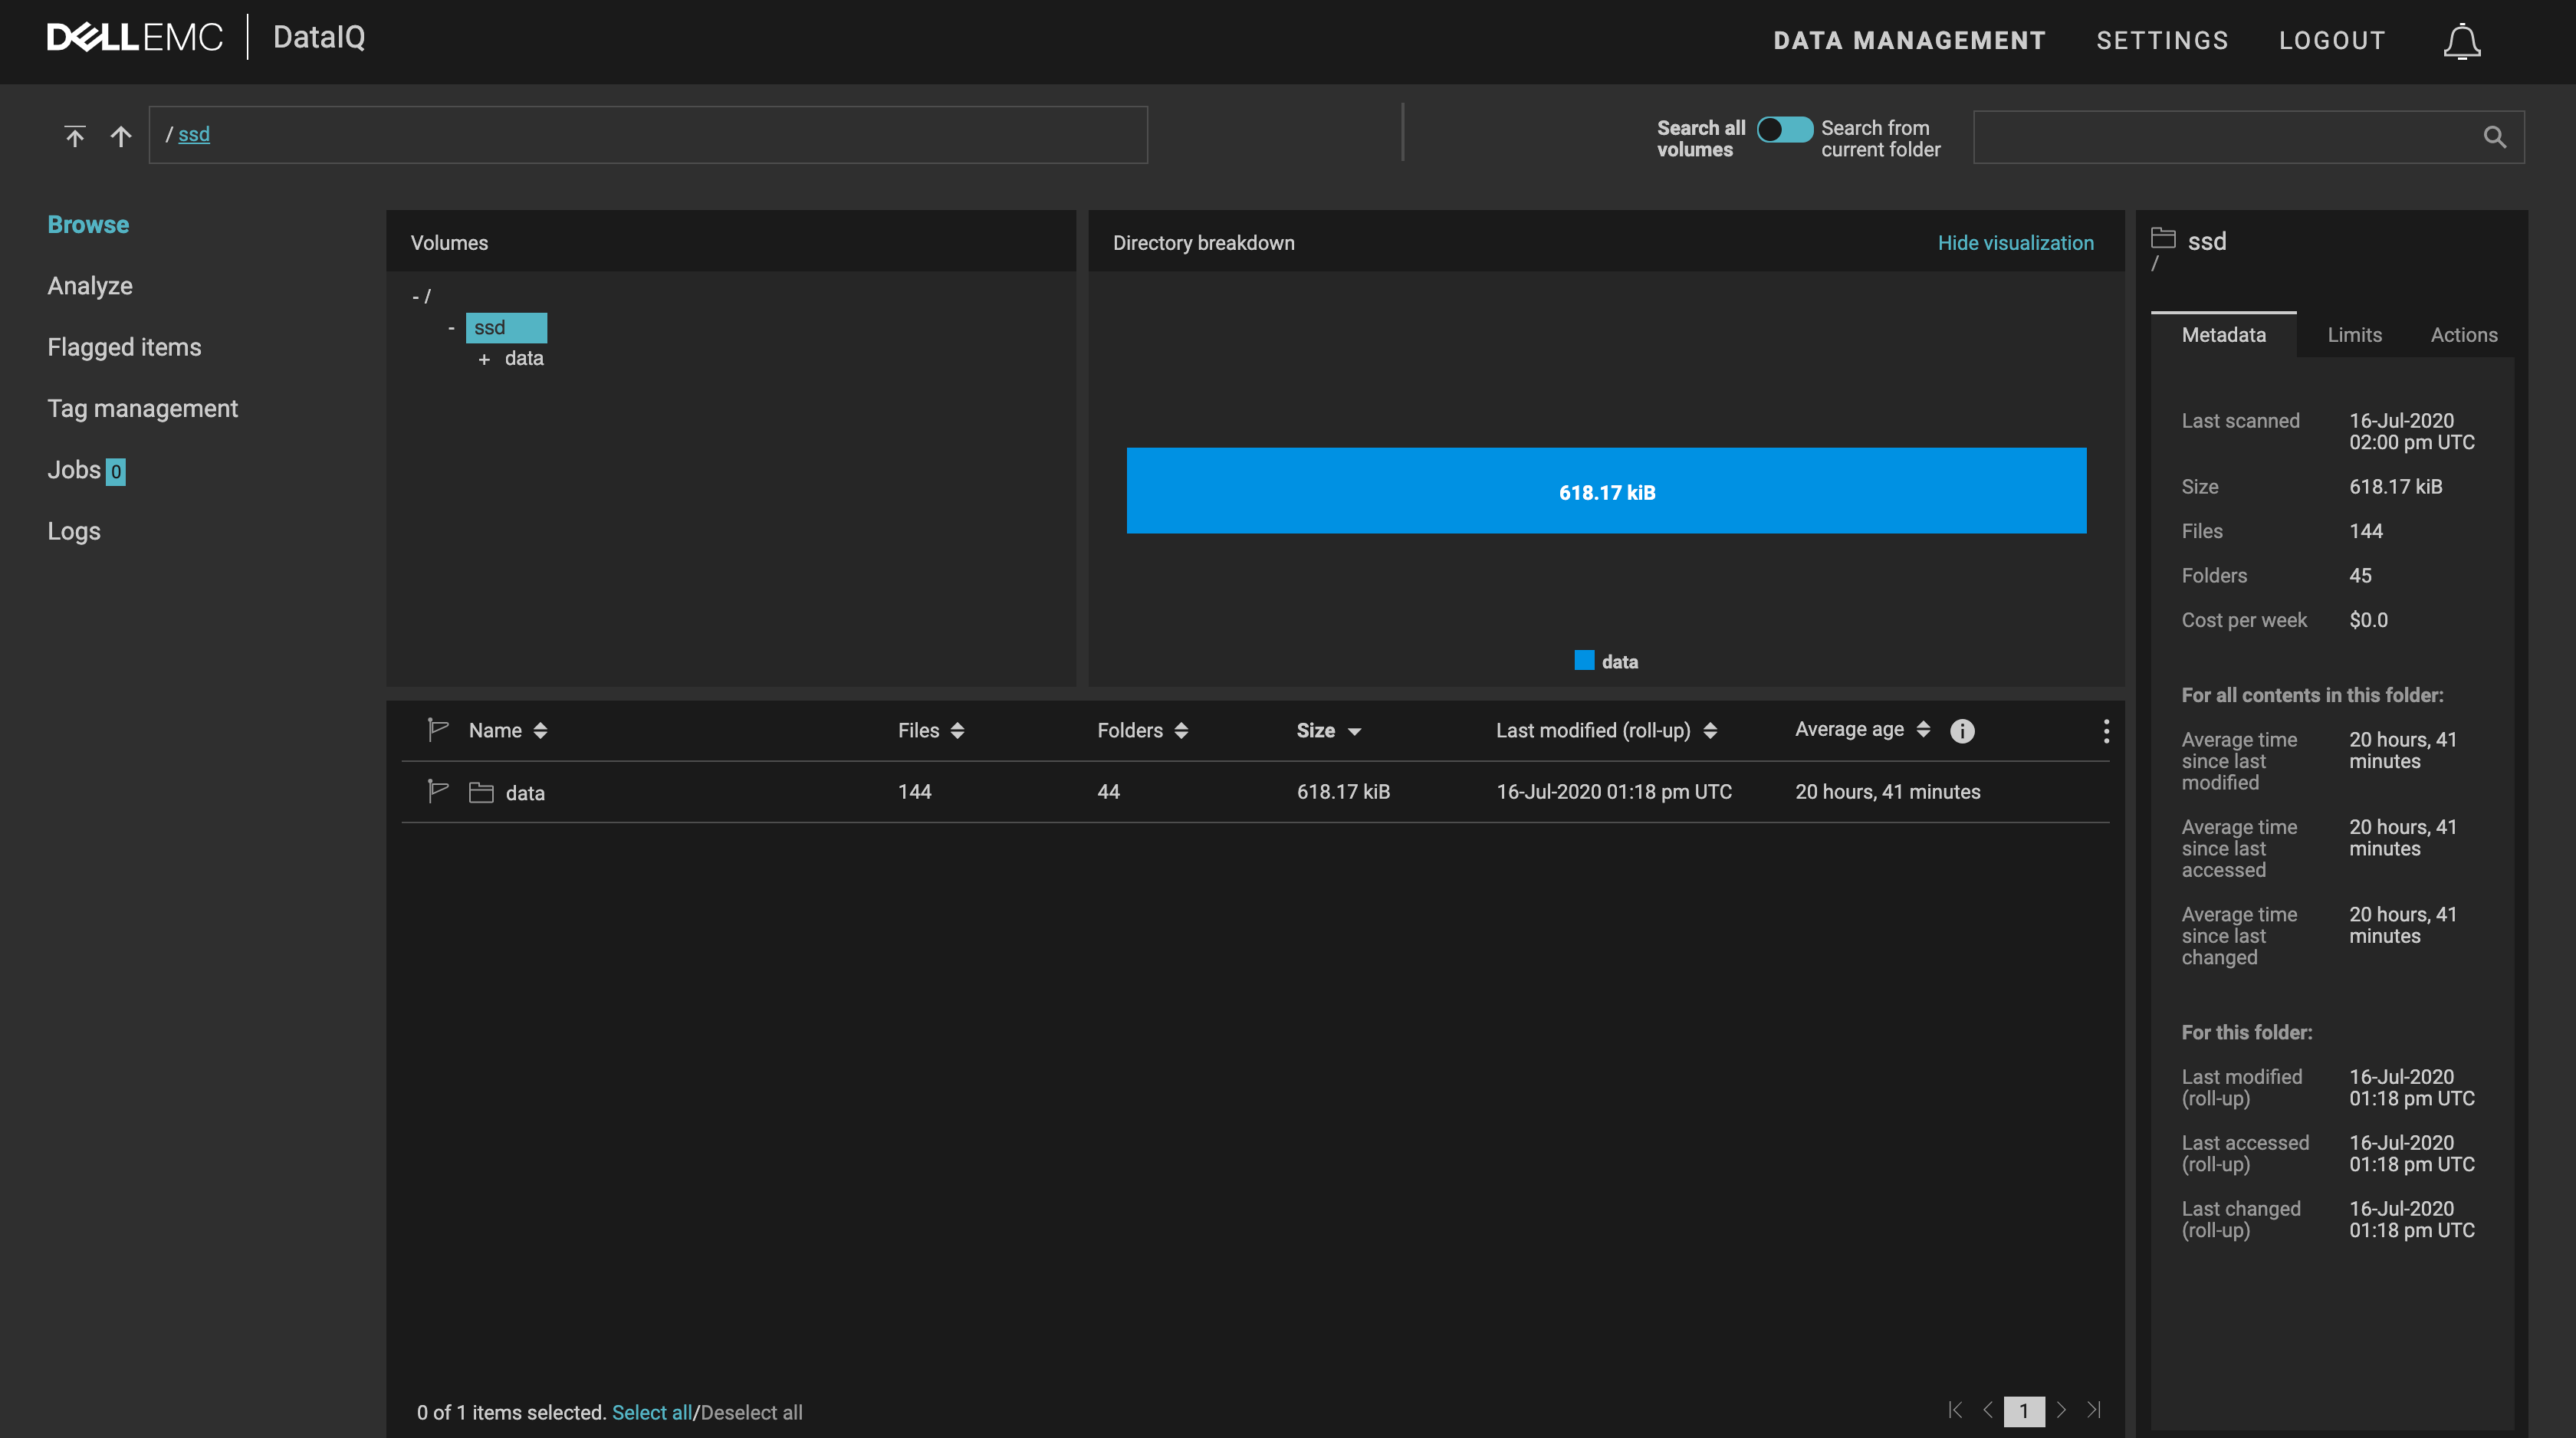 DELLEMC DataIQ
DATA MANAGEMENT SETTINGS LOGOUT
/ ssd
Search all volumes
Search from current folder
Browse
Analyze
Flagged items
Tag management
Jobs 0
Logs
Volumes
- /
- ssd
+ data
Directory breakdown Hide visualization
618.17 kiB
data
Name Files Folders Size Last modified (roll-up) Average age
data 144 44 618.17 kiB 16-Jul-2020 01:18 pm UTC 20 hours, 41 minutes
0 of 1 items selected. Select all/Deselect all
1
ssd
/
Metadata Limits Actions
Last scanned 16-Jul-2020
02:00 pm UTC
Size 618.17 kiB
Files 144
Folders 45
Cost per week $0.0
For all contents in this folder:
Average time 20 hours, 41
since last minutes
modified
Average time 20 hours, 41
since last minutes
accessed
Average time 20 hours, 41
since last minutes
changed
For this folder:
Last modified 16-Jul-2020
(roll-up) 01:18 pm UTC
Last accessed 16-Jul-2020
(roll-up) 01:18 pm UTC
Last changed 16-Jul-2020
(roll-up) 01:18 pm UTC